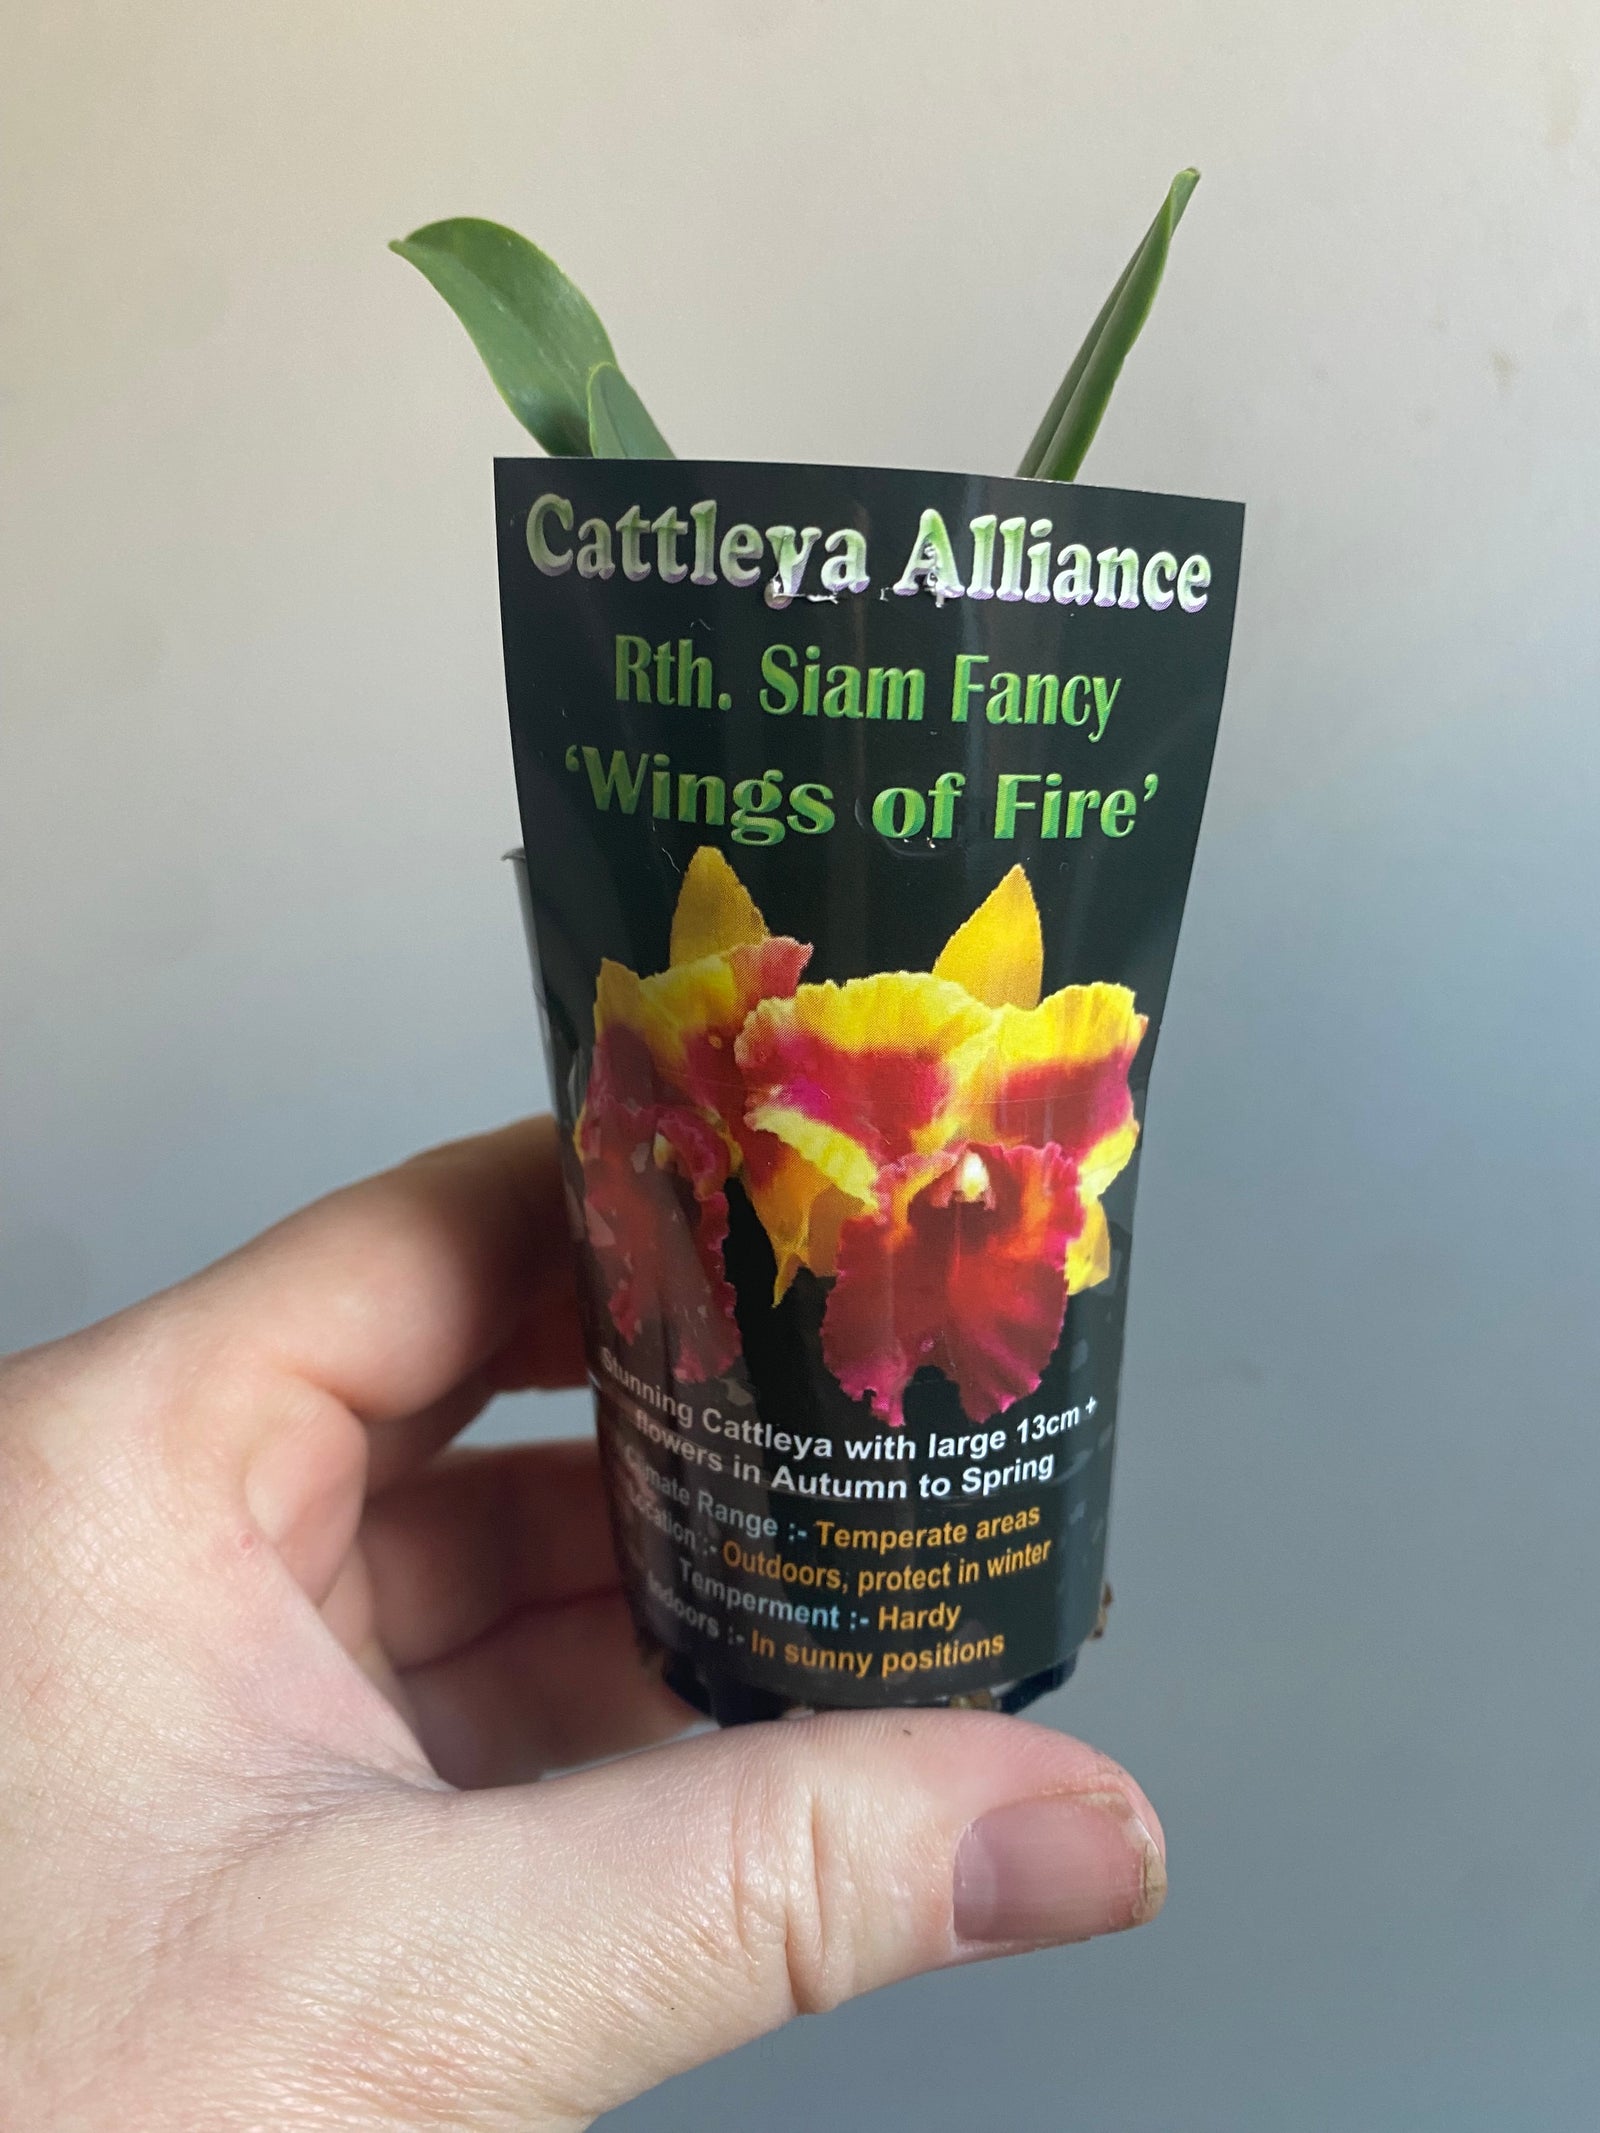 Cattleya Alliance
Rth. Siam Fancy
‘Wings of Fire’
Stunning Cattleya with large 13cm +
flowers in Autumn to Spring
Climate Range :- Temperate areas
Location :- Outdoors, protect in winter
Temperment :- Hardy
Indoors :- In sunny positions